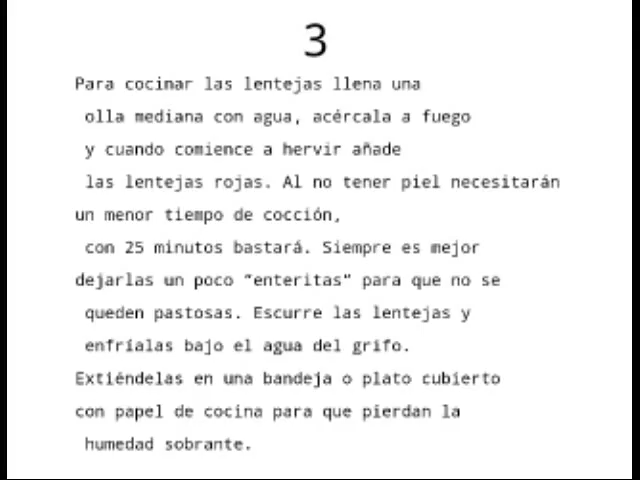 3
Para cocinar las lentejas llena una
olla mediana con agua, acércala a fuego
y cuando comience a hervir añade
las lentejas rojas. Al no tener piel necesitarán
un menor tiempo de cocción,
con 25 minutos bastará. Siempre es mejor
dejarlas un poco “enteritas” para que no se
queden pastosas. Escurre las lentejas y
enfríalas bajo el agua del grifo.
Extiéndelas en una bandeja o plato cubierto
con papel de cocina para que pierdan la
humedad sobrante.